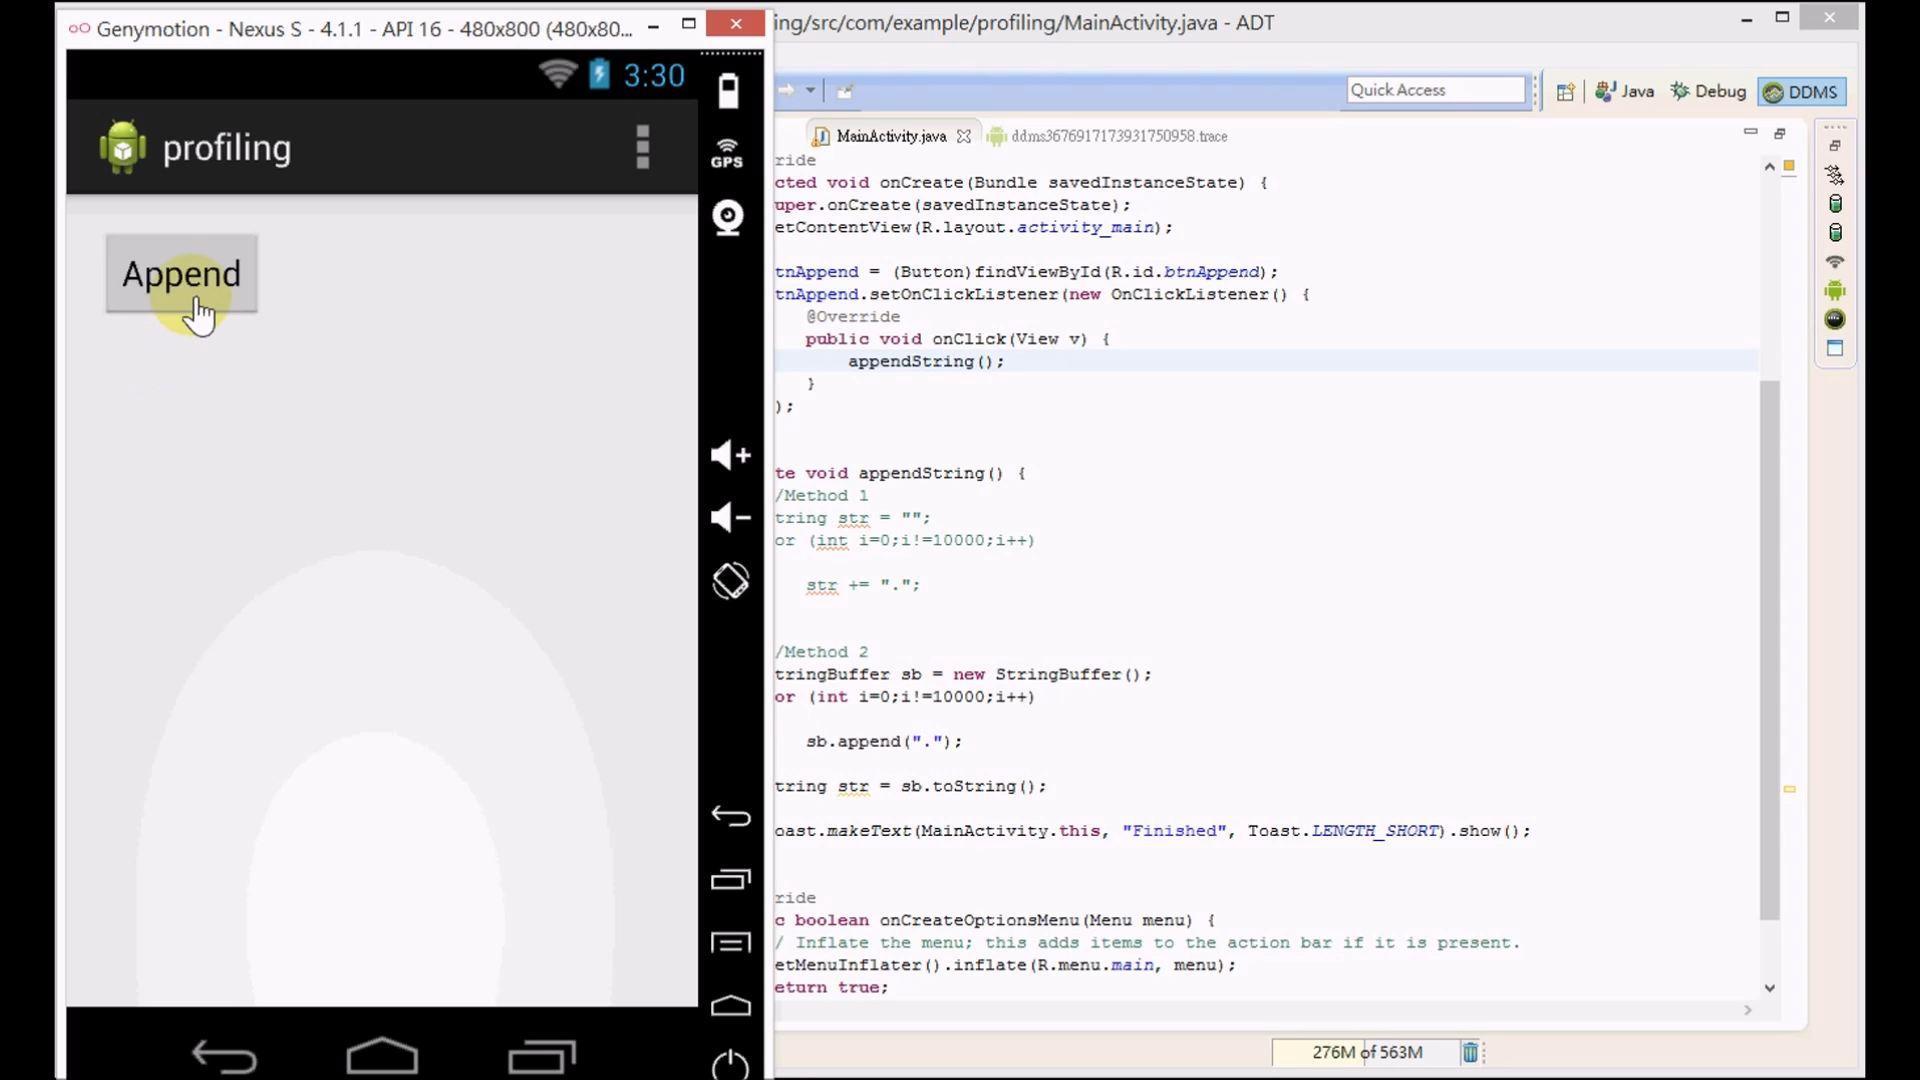 Genymotion - Nexus S - 4.1.1 - API 16 - 480x800 (480x80...
ing/src/com/example/profiling/MainActivity.java - ADT
3:30
profiling
GPS
Append
Quick Access
Java
Debug
DDMS
MainActivity.java
ddms3676917173931750958.trace
ride
cted void onCreate(Bundle savedInstanceState) {
uper.onCreate(savedInstanceState);
etContentView(R.layout.activity_main);
tnAppend = (Button)findViewById(R.id.btnAppend);
tnAppend.setOnClickListener(new OnClickListener() {
@Override
public void onClick(View v) {
appendString();
}
);
te void appendString() {
/Method 1
tring str = "";
or (int i=0;i!=10000;i++)
str += ".";
/Method 2
tringBuffer sb = new StringBuffer();
or (int i=0;i!=10000;i++)
sb.append(".");
tring str = sb.toString();
oast.makeText(MainActivity.this, "Finished", Toast.LENGTH_SHORT).show();
ride
c boolean onCreateOptionsMenu(Menu menu) {
/ Inflate the menu; this adds items to the action bar if it is present.
etMenuInflater().inflate(R.menu.main, menu);
eturn true;
276M of 563M